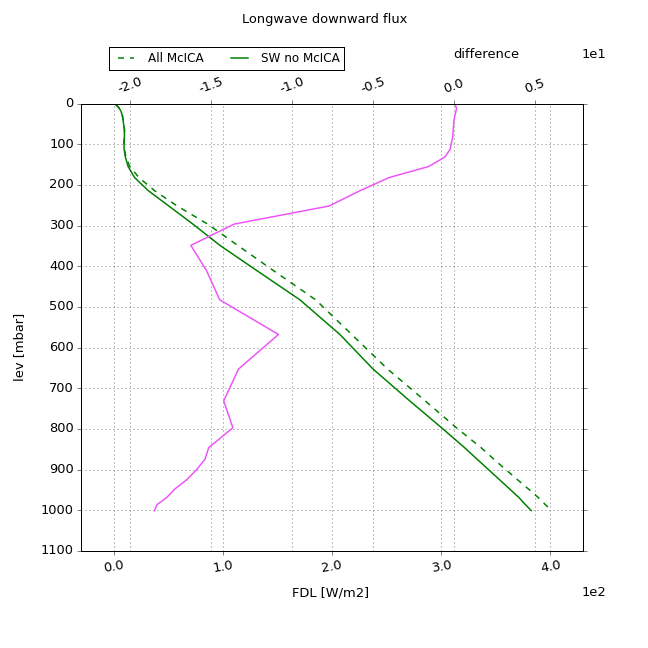 Longwave downward flux
All McICA SW no McICA
difference 1e1
-2.0 -1.5 -1.0 -0.5 0.0 0.5
0
100
200
300
400
500
600
700
800
900
1000
1100
lev [mbar]
0.0 1.0 2.0 3.0 4.0
FDL [W/m2] 1e2